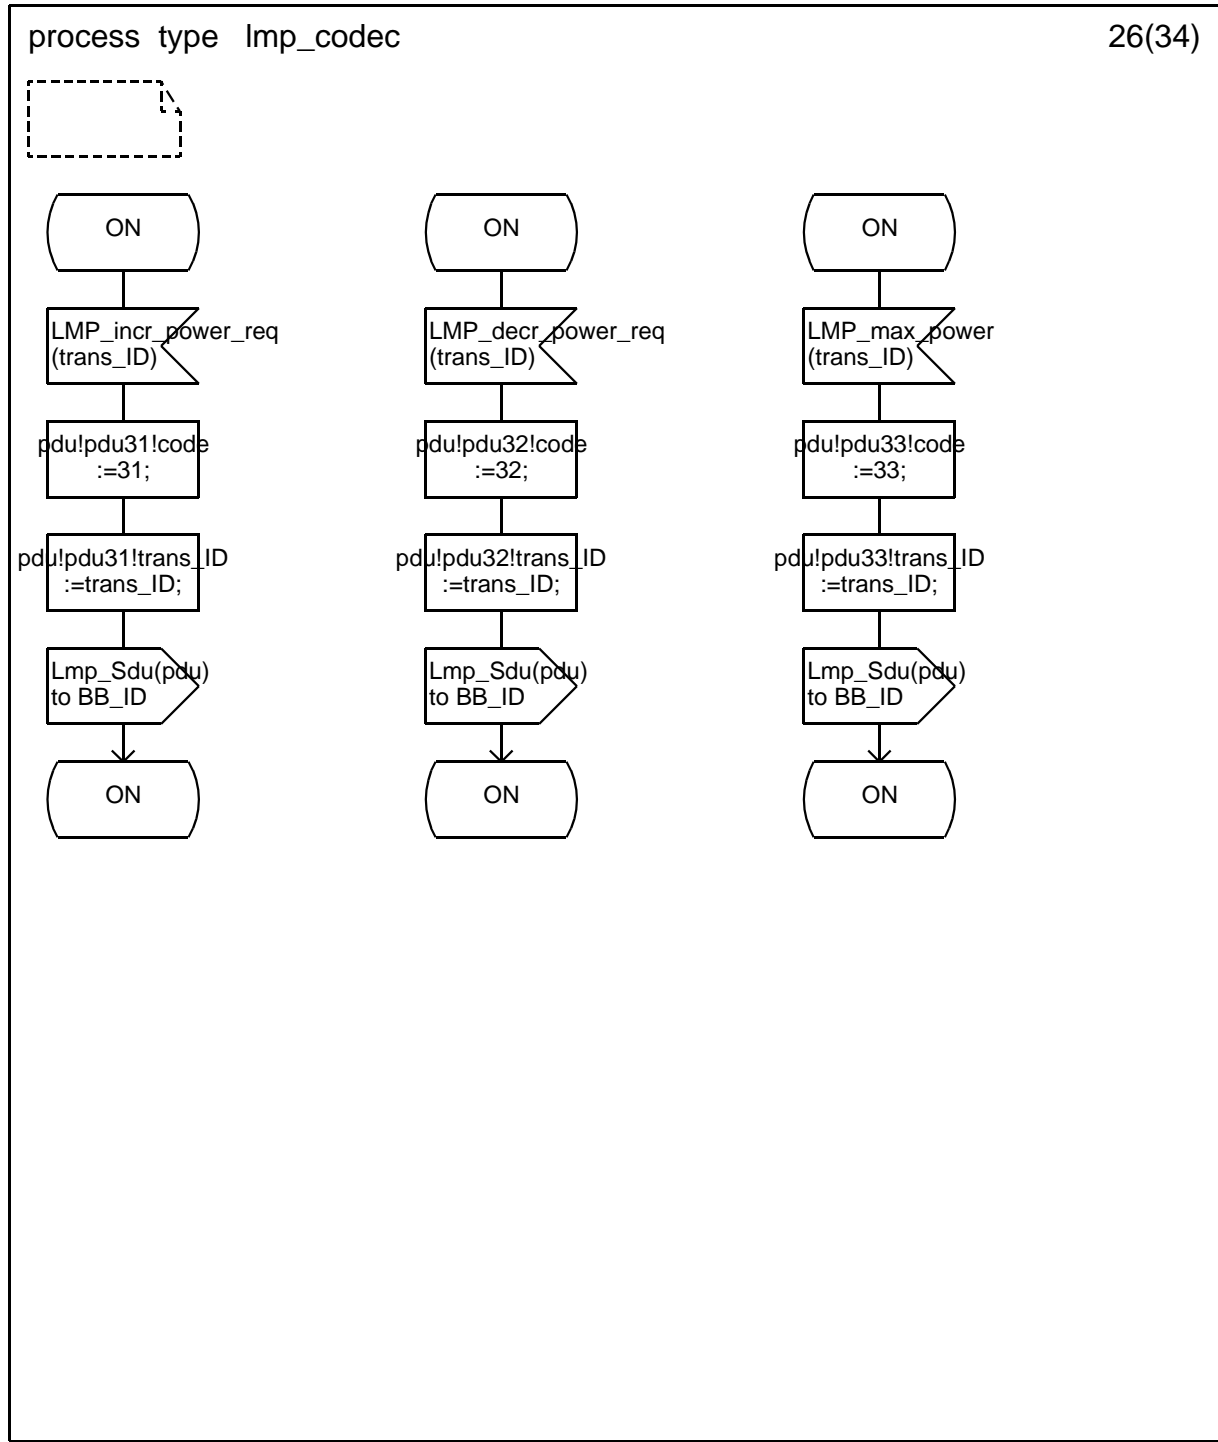 process type lmp_codec
26(34)
ON
LMP_incr_power_req
(trans_ID)
pdu!pdu31!code
:=31;
pdu!pdu31!trans_ID
:=trans_ID;
Lmp_Sdu(pdu)
to BB_ID
ON
ON
LMP_decr_power_req
(trans_ID)
pdu!pdu32!code
:=32;
pdu!pdu32!trans_ID
:=trans_ID;
Lmp_Sdu(pdu)
to BB_ID
ON
ON
LMP_max_power
(trans_ID)
pdu!pdu33!code
:=33;
pdu!pdu33!trans_ID
:=trans_ID;
Lmp_Sdu(pdu)
to BB_ID
ON